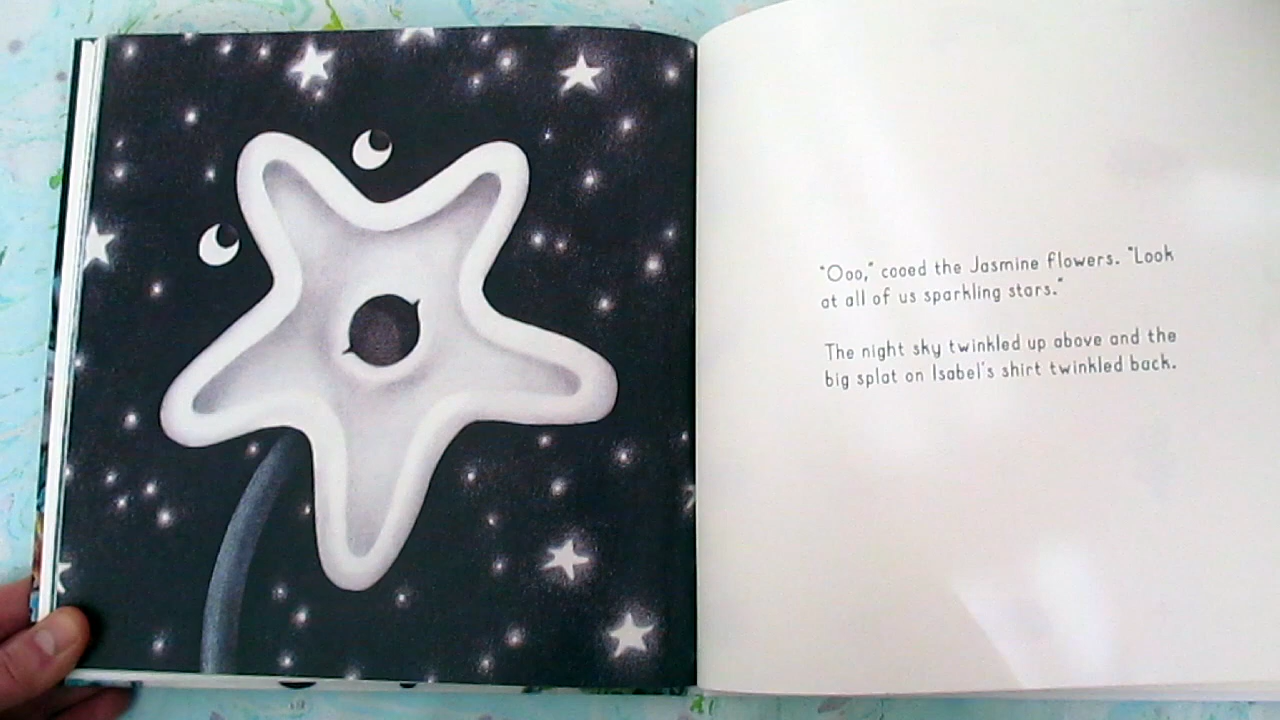 "Ooo," cooed the Jasmine flowers. "Look
at all of us sparkling stars."
The night sky twinkled up above and the
big splat on Isabel's shirt twinkled back.